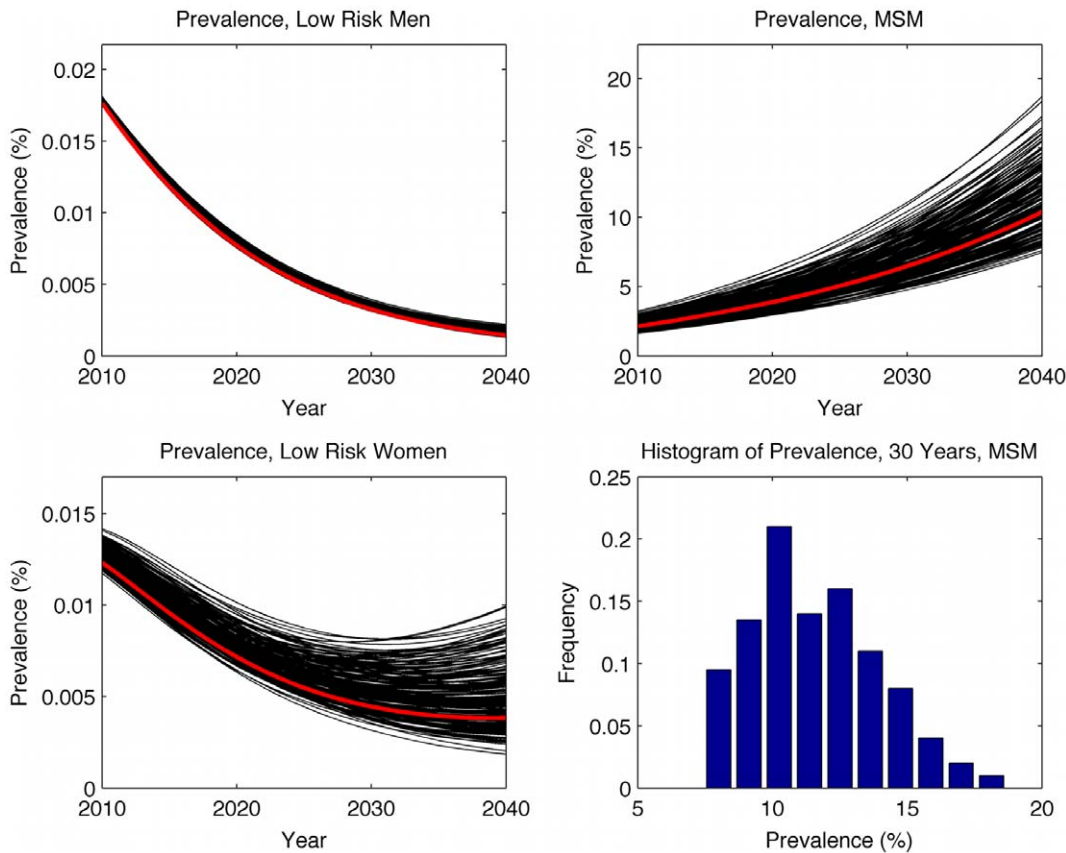 Prevalence, Low Risk Men
Prevalence (%)
0.02
0.015
0.01
0.005
0
2010 2020 2030 2040
Year
Prevalence, MSM
Prevalence (%)
20
15
10
5
0
2010 2020 2030 2040
Year
Prevalence, Low Risk Women
Prevalence (%)
0.015
0.01
0.005
0
2010 2020 2030 2040
Year
Histogram of Prevalence, 30 Years, MSM
Frequency
0.25
0.2
0.15
0.1
0.05
0
5 10 15 20
Prevalence (%)